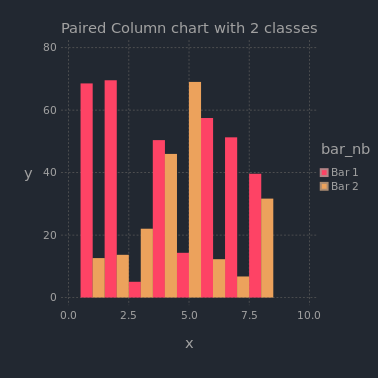 Paired Column chart with 2 classes
80
60
40
20
0
y
0.0 2.5 5.0 7.5 10.0
x
bar_nb
Bar 1
Bar 2